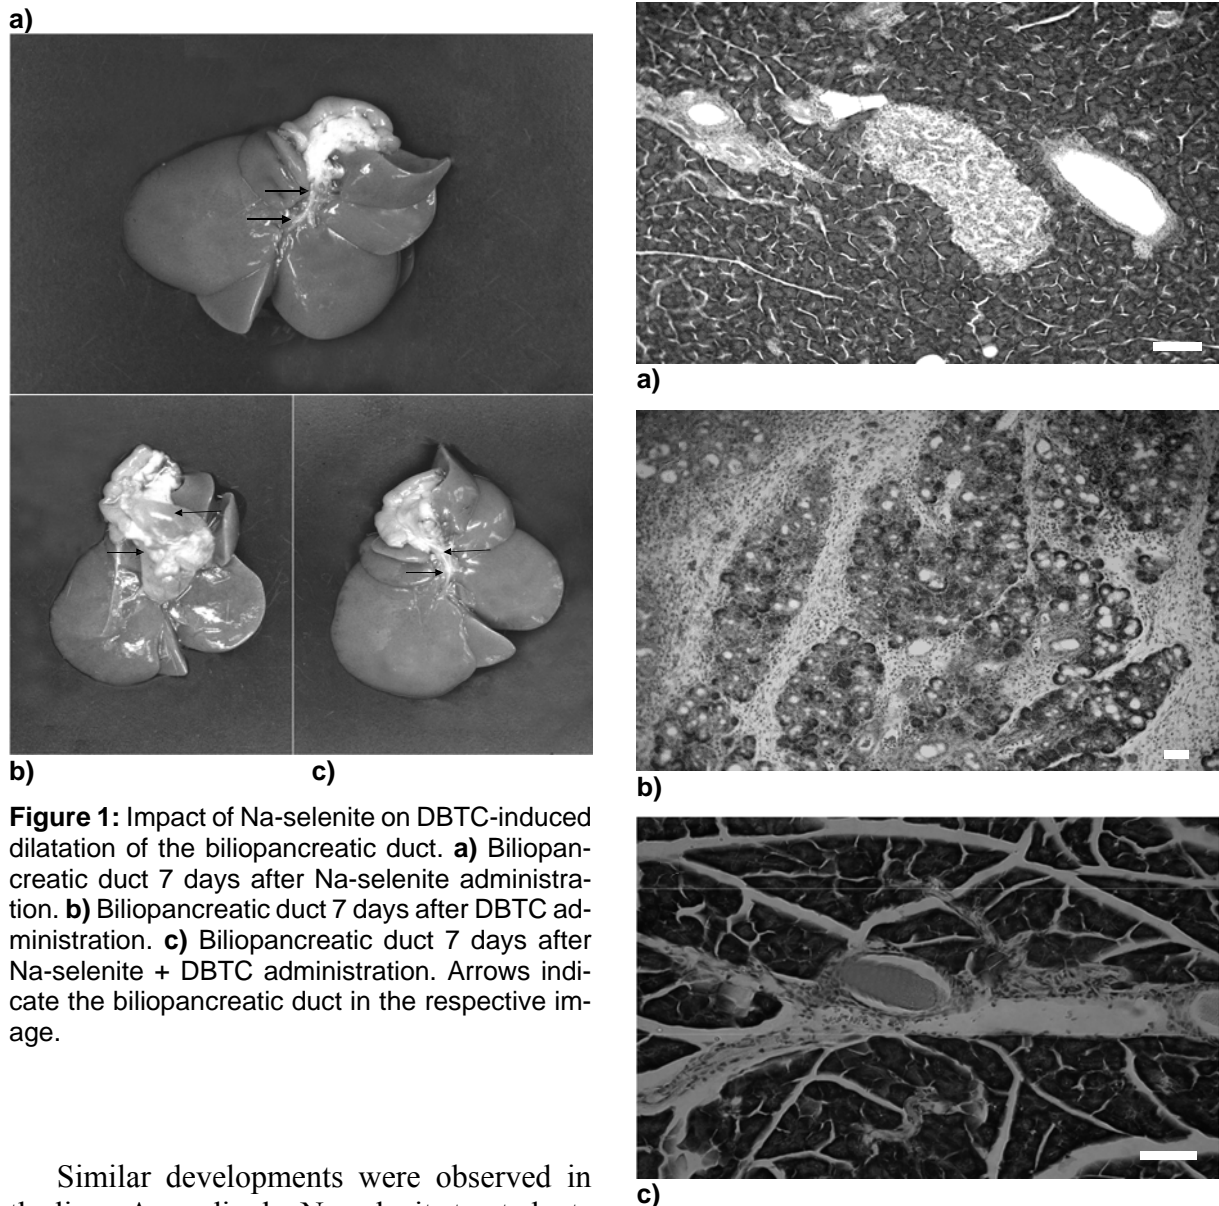 a)
b)
c)
Figure 1: Impact of Na-selenite on DBTC-induced
dilatation of the biliopancreatic duct. a) Biliopan-
creatic duct 7 days after Na-selenite administra-
tion. b) Biliopancreatic duct 7 days after DBTC ad-
ministration. c) Biliopancreatic duct 7 days after
Na-selenite + DBTC administration. Arrows indi-
cate the biliopancreatic duct in the respective im-
age.
Similar developments were observed in
a)
b)
c)